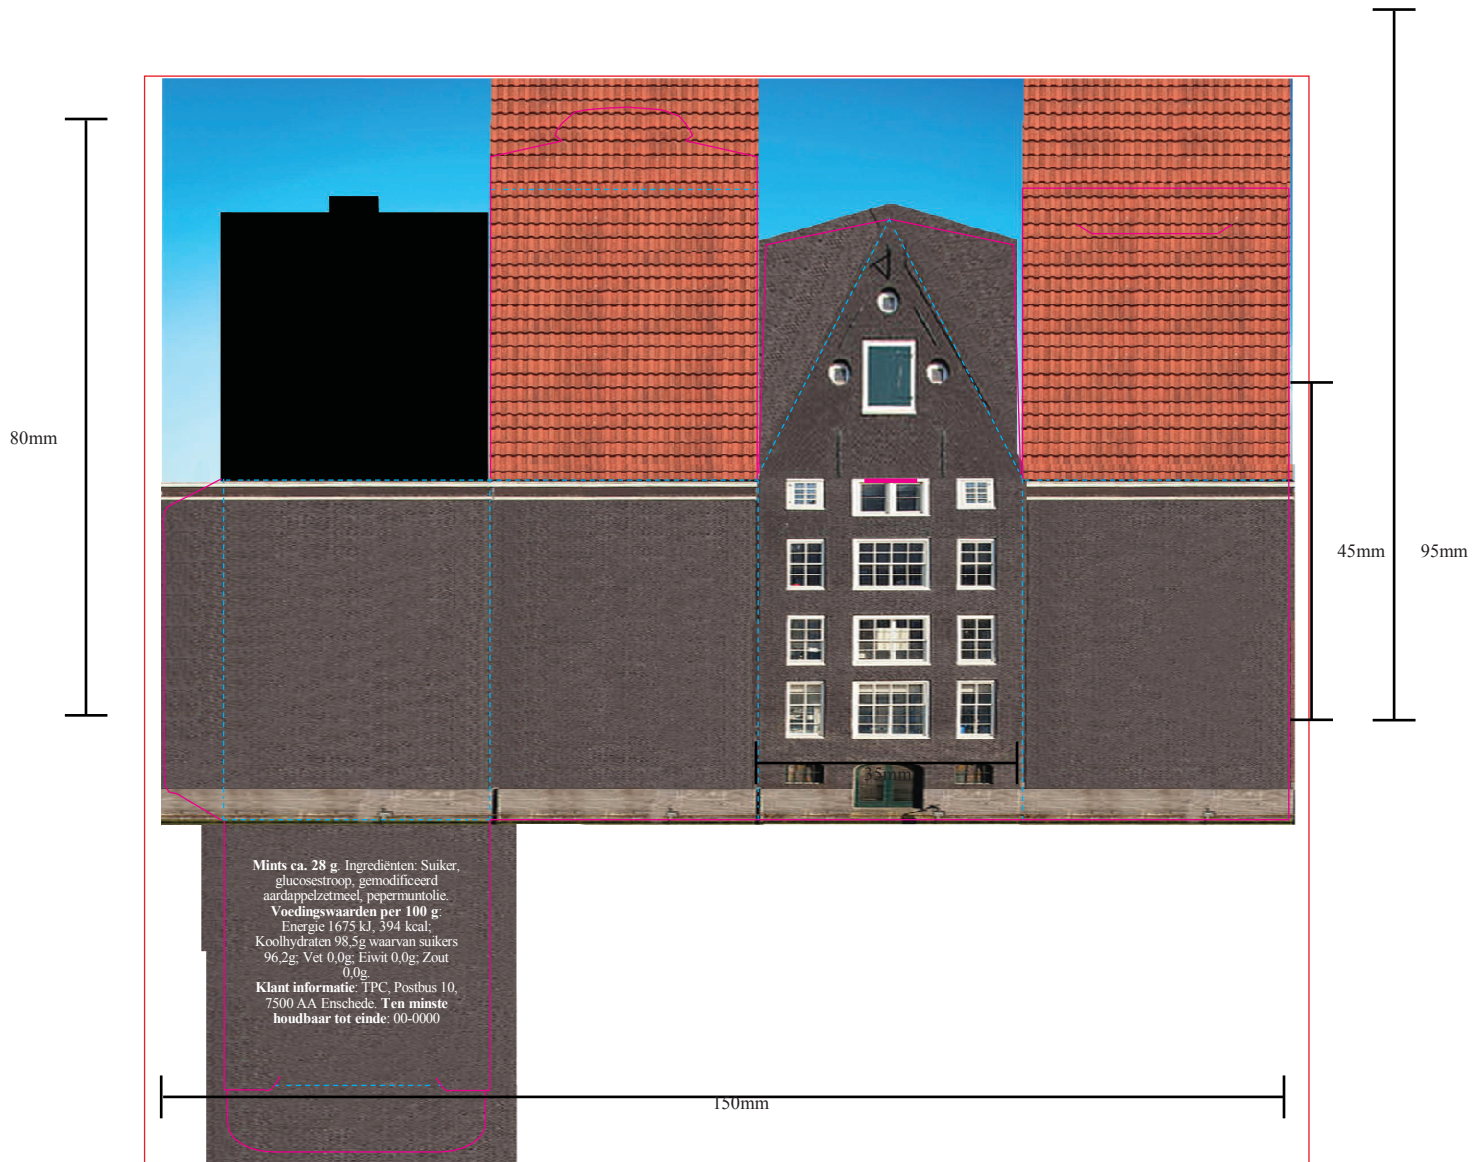 80mm
45mm
95mm
35mm
Mints ca. 28 g. Ingrediënten: Suiker,
glucosestroop, gemodificeerd
aardappelzetmeel, pepermuntolie.
Voedingswaarden per 100 g:
Energie 1675 kJ, 394 kcal;
Koolhydraten 98,5g waarvan suikers
96,2g; Vet 0,0g; Eiwit 0,0g; Zout
0,0g.
Klant informatie: TPC, Postbus 10,
7500 AA Enschede. Ten minste
houdbaar tot einde: 00-0000
150mm